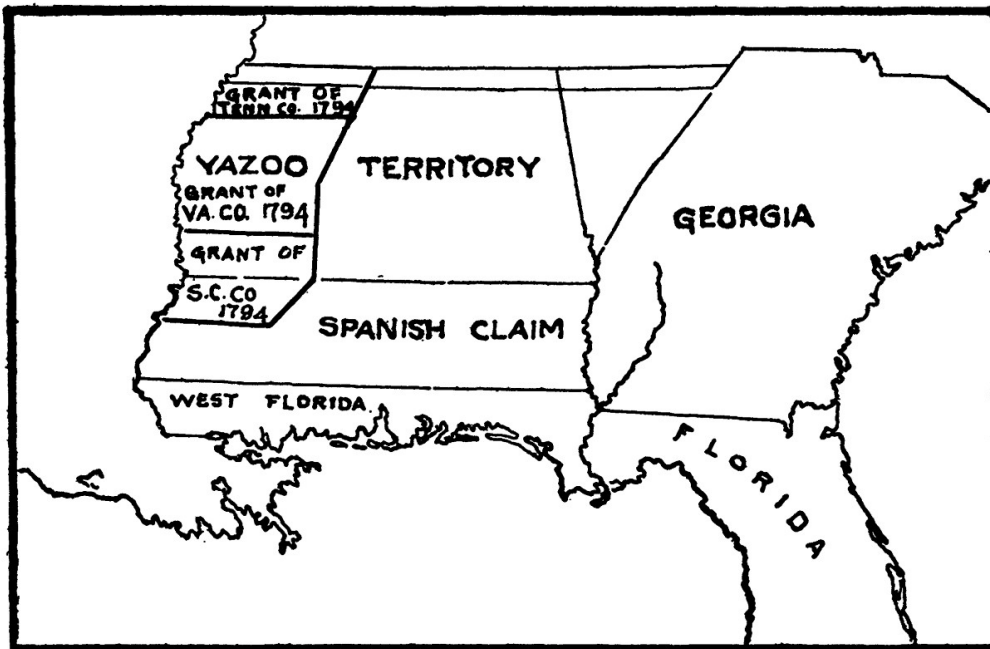 GRANT OF
TENN CO. 1794
YAZOO TERRITORY
GRANT OF
VA. CO. 1794
GEORGIA
GRANT OF
S.C. CO
1794
SPANISH CLAIM
WEST FLORIDA
FLORIDA